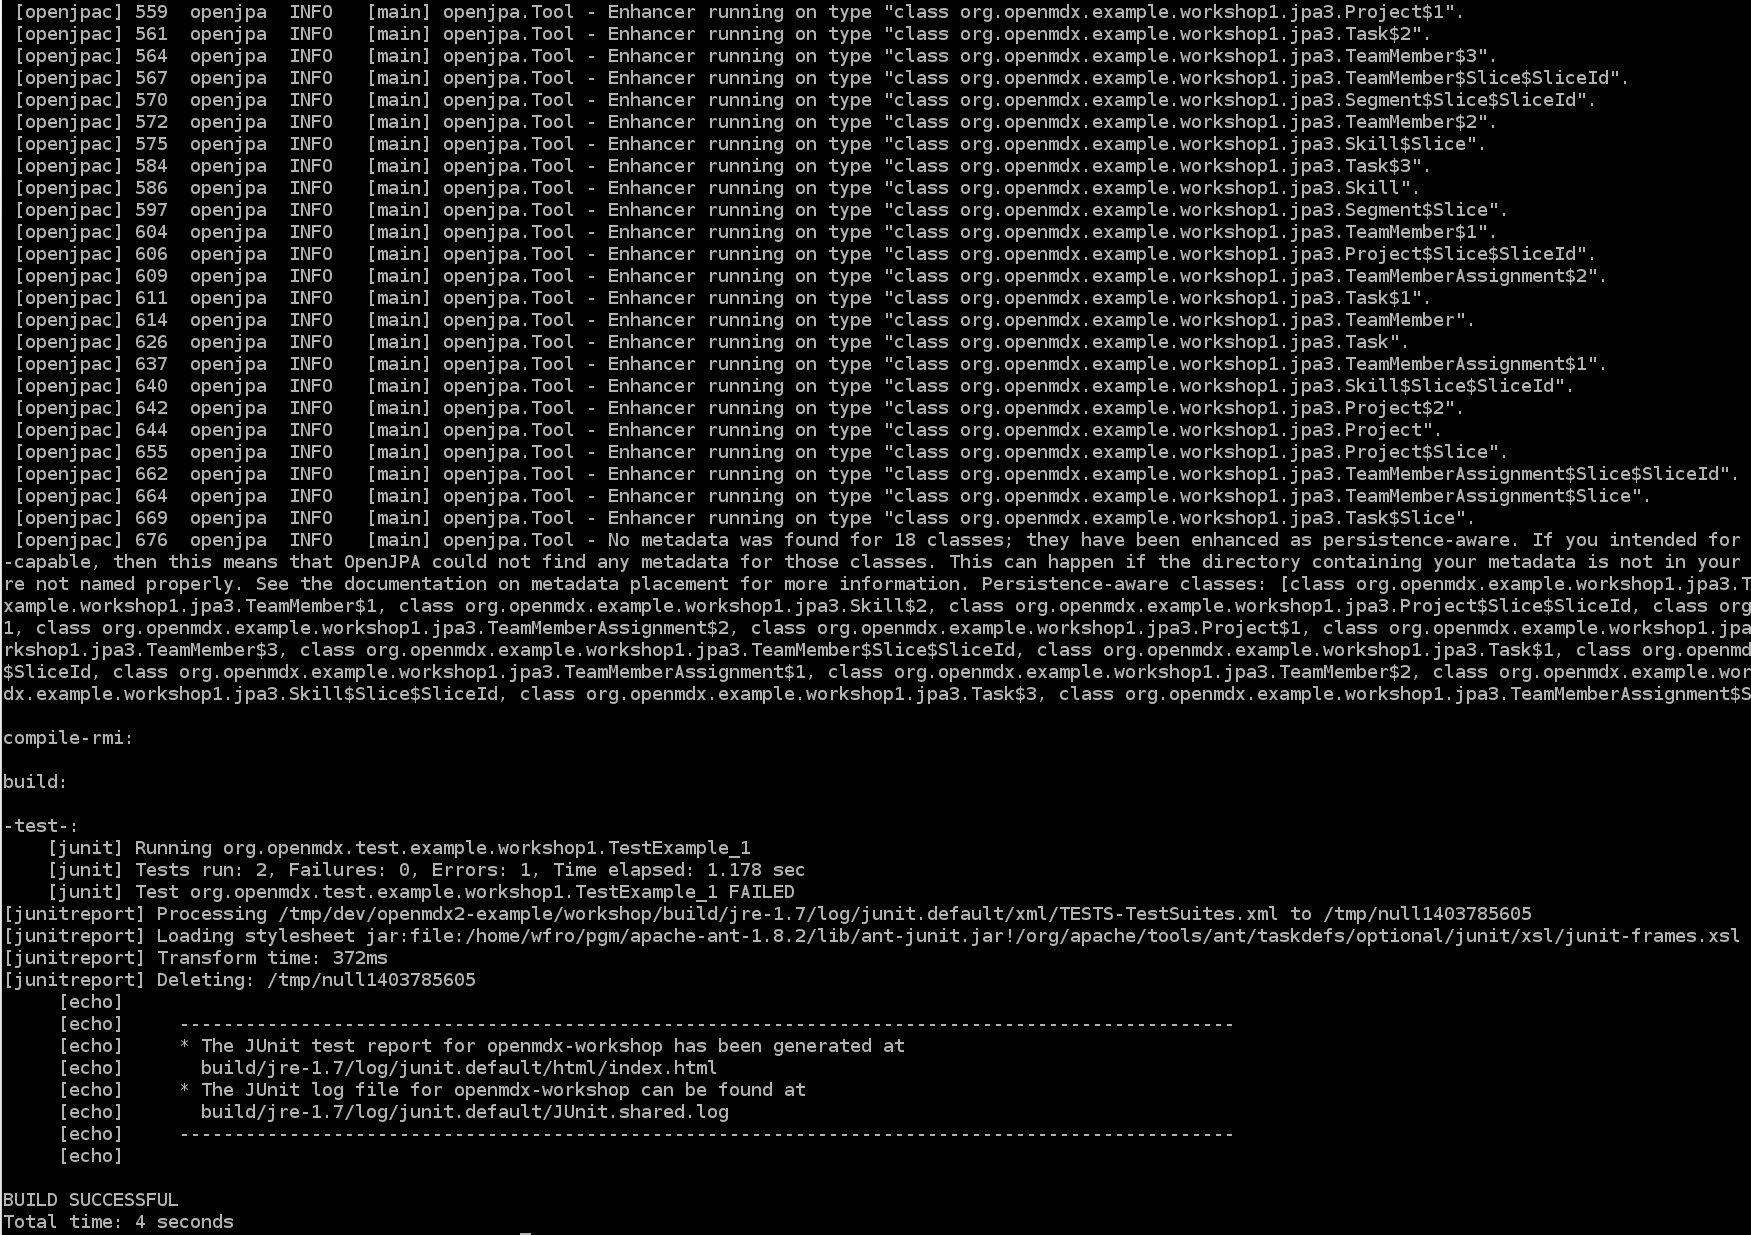 [openjpac] 559  openjpa  INFO   [main] openjpa.Tool - Enhancer running on type "class org.openmdx.example.workshop1.jpa3.Project$1".
[openjpac] 561  openjpa  INFO   [main] openjpa.Tool - Enhancer running on type "class org.openmdx.example.workshop1.jpa3.Task$2".
[openjpac] 564  openjpa  INFO   [main] openjpa.Tool - Enhancer running on type "class org.openmdx.example.workshop1.jpa3.TeamMember$3".
[openjpac] 567  openjpa  INFO   [main] openjpa.Tool - Enhancer running on type "class org.openmdx.example.workshop1.jpa3.TeamMember$Slice$SliceId".
[openjpac] 570  openjpa  INFO   [main] openjpa.Tool - Enhancer running on type "class org.openmdx.example.workshop1.jpa3.Segment$Slice$SliceId".
[openjpac] 572  openjpa  INFO   [main] openjpa.Tool - Enhancer running on type "class org.openmdx.example.workshop1.jpa3.TeamMember$2".
[openjpac] 575  openjpa  INFO   [main] openjpa.Tool - Enhancer running on type "class org.openmdx.example.workshop1.jpa3.Skill$Slice".
[openjpac] 584  openjpa  INFO   [main] openjpa.Tool - Enhancer running on type "class org.openmdx.example.workshop1.jpa3.Task$3".
[openjpac] 586  openjpa  INFO   [main] openjpa.Tool - Enhancer running on type "class org.openmdx.example.workshop1.jpa3.Skill".
[openjpac] 597  openjpa  INFO   [main] openjpa.Tool - Enhancer running on type "class org.openmdx.example.workshop1.jpa3.Segment$Slice".
[openjpac] 604  openjpa  INFO   [main] openjpa.Tool - Enhancer running on type "class org.openmdx.example.workshop1.jpa3.TeamMember$1".
[openjpac] 606  openjpa  INFO   [main] openjpa.Tool - Enhancer running on type "class org.openmdx.example.workshop1.jpa3.Project$Slice$SliceId".
[openjpac] 609  openjpa  INFO   [main] openjpa.Tool - Enhancer running on type "class org.openmdx.example.workshop1.jpa3.TeamMemberAssignment$2".
[openjpac] 611  openjpa  INFO   [main] openjpa.Tool - Enhancer running on type "class org.openmdx.example.workshop1.jpa3.Task$1".
[openjpac] 614  openjpa  INFO   [main] openjpa.Tool - Enhancer running on type "class org.openmdx.example.workshop1.jpa3.TeamMember".
[openjpac] 626  openjpa  INFO   [main] openjpa.Tool - Enhancer running on type "class org.openmdx.example.workshop1.jpa3.Task".
[openjpac] 637  openjpa  INFO   [main] openjpa.Tool - Enhancer running on type "class org.openmdx.example.workshop1.jpa3.TeamMemberAssignment$1".
[openjpac] 640  openjpa  INFO   [main] openjpa.Tool - Enhancer running on type "class org.openmdx.example.workshop1.jpa3.Skill$Slice$SliceId".
[openjpac] 642  openjpa  INFO   [main] openjpa.Tool - Enhancer running on type "class org.openmdx.example.workshop1.jpa3.Project$2".
[openjpac] 644  openjpa  INFO   [main] openjpa.Tool - Enhancer running on type "class org.openmdx.example.workshop1.jpa3.Project".
[openjpac] 655  openjpa  INFO   [main] openjpa.Tool - Enhancer running on type "class org.openmdx.example.workshop1.jpa3.Project$Slice".
[openjpac] 662  openjpa  INFO   [main] openjpa.Tool - Enhancer running on type "class org.openmdx.example.workshop1.jpa3.TeamMemberAssignment$Slice$SliceId".
[openjpac] 664  openjpa  INFO   [main] openjpa.Tool - Enhancer running on type "class org.openmdx.example.workshop1.jpa3.TeamMemberAssignment$Slice".
[openjpac] 669  openjpa  INFO   [main] openjpa.Tool - Enhancer running on type "class org.openmdx.example.workshop1.jpa3.Task$Slice".
[openjpac] 676  openjpa  INFO   [main] openjpa.Tool - No metadata was found for 18 classes; they have been enhanced as persistence-aware. If you intended for
-capable, then this means that OpenJPA could not find any metadata for those classes. This can happen if the directory containing your metadata is not in your
re not named properly. See the documentation on metadata placement for more information. Persistence-aware classes: [class org.openmdx.example.workshop1.jpa3.T
xample.workshop1.jpa3.TeamMember$1, class org.openmdx.example.workshop1.jpa3.Skill$2, class org.openmdx.example.workshop1.jpa3.Project$Slice$SliceId, class org
1, class org.openmdx.example.workshop1.jpa3.TeamMemberAssignment$2, class org.openmdx.example.workshop1.jpa3.Project$1, class org.openmdx.example.workshop1.jpa
rkshop1.jpa3.TeamMember$3, class org.openmdx.example.workshop1.jpa3.TeamMember$Slice$SliceId, class org.openmdx.example.workshop1.jpa3.Task$1, class org.openmd
$SliceId, class org.openmdx.example.workshop1.jpa3.TeamMemberAssignment$1, class org.openmdx.example.workshop1.jpa3.TeamMember$2, class org.openmdx.example.wor
dx.example.workshop1.jpa3.Skill$Slice$SliceId, class org.openmdx.example.workshop1.jpa3.Task$3, class org.openmdx.example.workshop1.jpa3.TeamMemberAssignment$S
compile-rmi:
build:
-test-:
[junit] Running org.openmdx.test.example.workshop1.TestExample_1
[junit] Tests run: 2, Failures: 0, Errors: 1, Time elapsed: 1.178 sec
[junit] Test org.openmdx.test.example.workshop1.TestExample_1 FAILED
[junitreport] Processing /tmp/dev/openmdx2-example/workshop/build/jre-1.7/log/junit.default/xml/TESTS-TestSuites.xml to /tmp/null1403785605
[junitreport] Loading stylesheet jar:file:/home/wfro/pgm/apache-ant-1.8.2/lib/ant-junit.jar!/org/apache/tools/ant/taskdefs/optional/junit/xsl/junit-frames.xsl
[junitreport] Transform time: 372ms
[junitreport] Deleting: /tmp/null1403785605
[echo]
[echo]     ------------------------------------------------------------------------------------------------
[echo]     * The JUnit test report for openmdx-workshop has been generated at
[echo]       build/jre-1.7/log/junit.default/html/index.html
[echo]     * The JUnit log file for openmdx-workshop can be found at
[echo]       build/jre-1.7/log/junit.default/JUnit.shared.log
[echo]     ------------------------------------------------------------------------------------------------
[echo]
BUILD SUCCESSFUL
Total time: 4 seconds